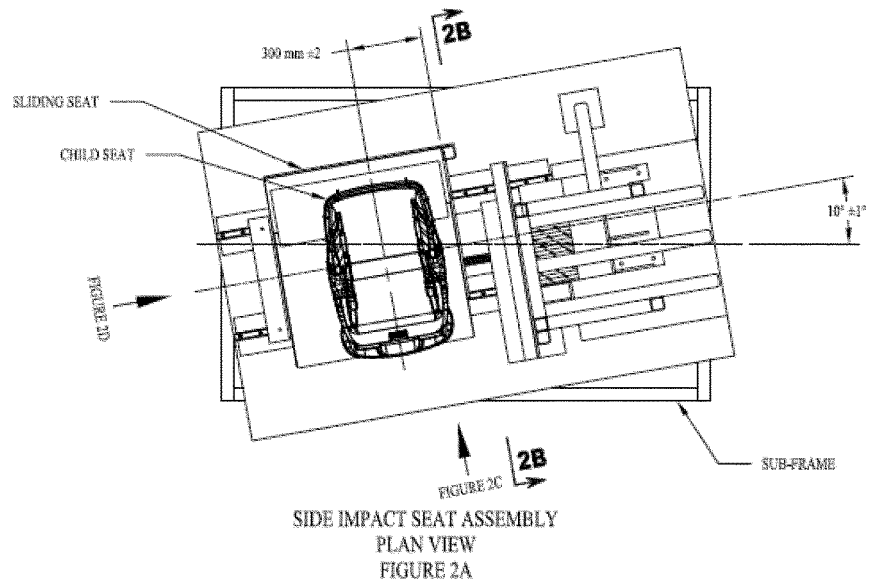 2B
300 mm ±2
SLIDING SEAT
CHILD SEAT
10° ±1°
FIGURE 2D
2B
FIGURE 2C
SUB-FRAME
SIDE IMPACT SEAT ASSEMBLY
PLAN VIEW
FIGURE 2A